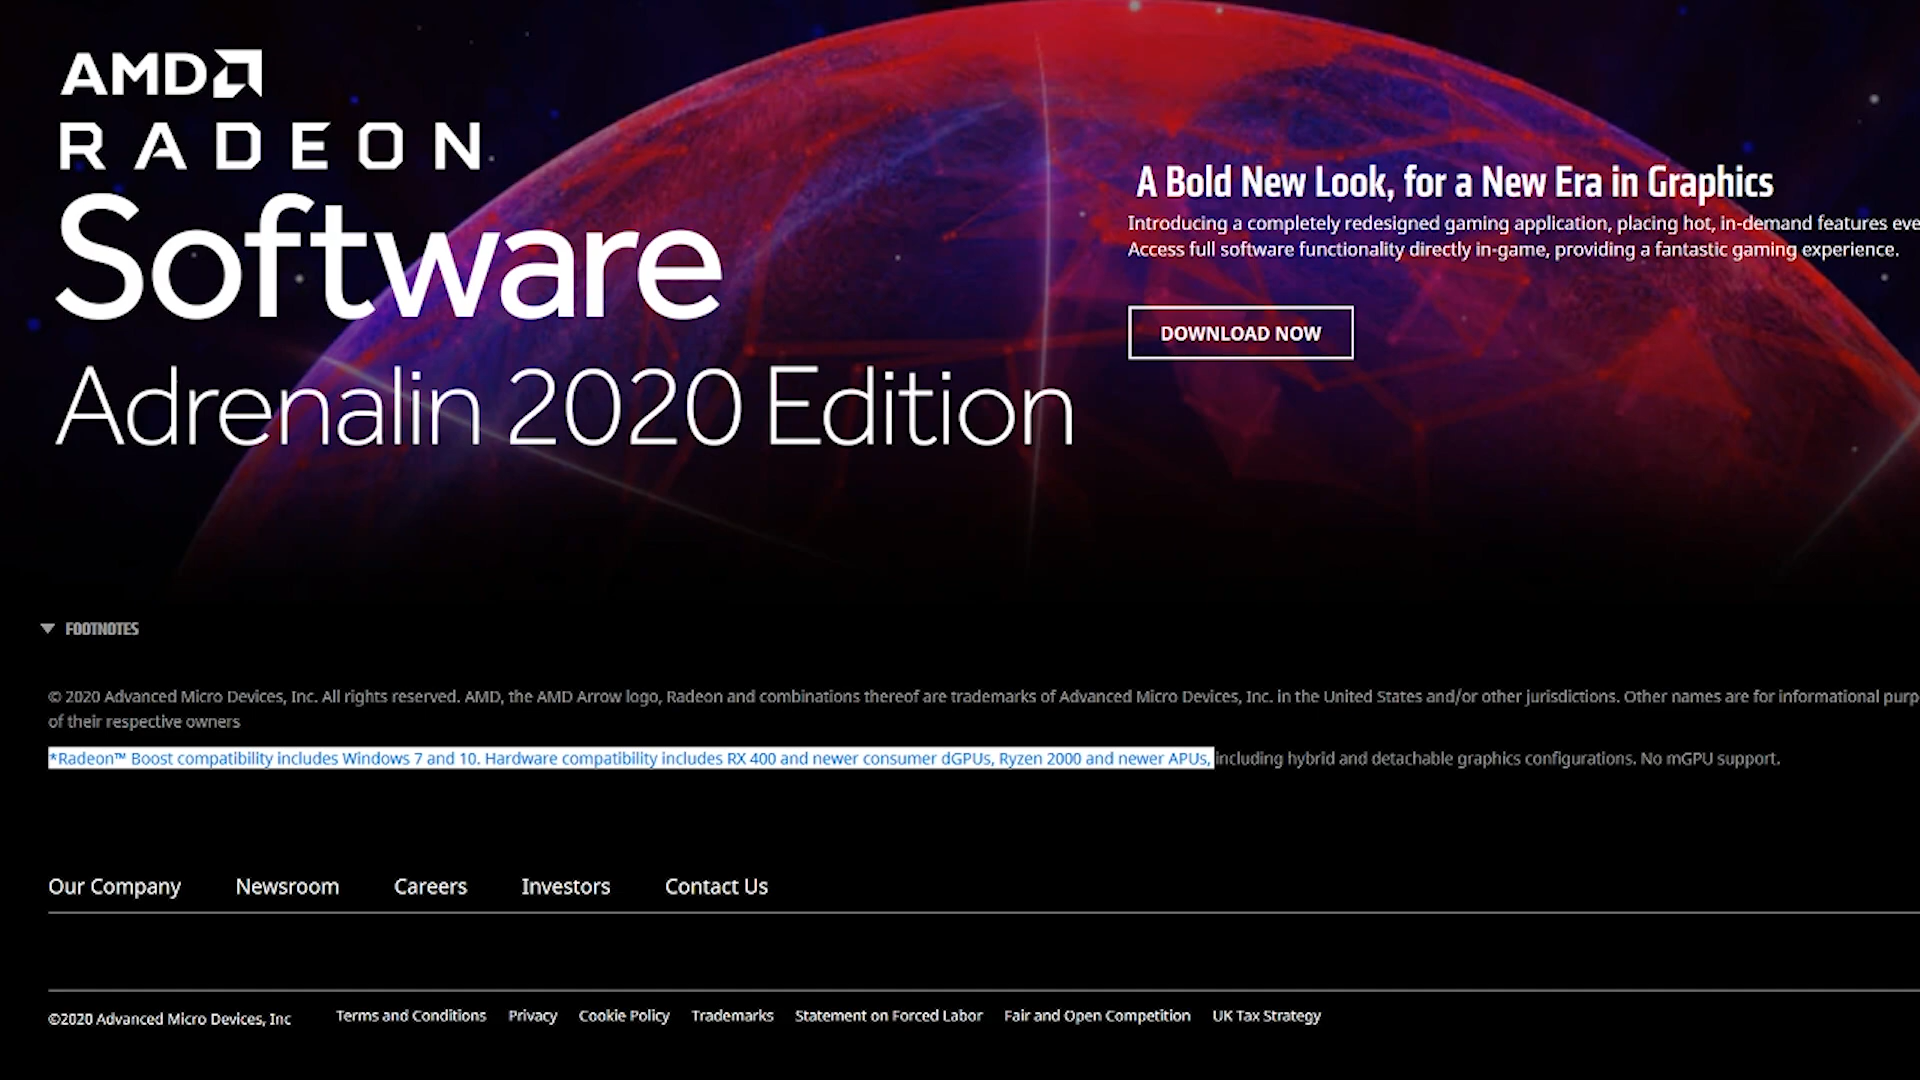 AMD
RADEON
Software
Adrenalin 2020 Edition
A Bold New Look, for a New Era in Graphics
Introducing a completely redesigned gaming application, placing hot, in-demand features eve
Access full software functionality directly in-game, providing a fantastic gaming experience.
DOWNLOAD NOW
FOOTNOTES
© 2020 Advanced Micro Devices, Inc. All rights reserved. AMD, the AMD Arrow logo, Radeon and combinations thereof are trademarks of Advanced Micro Devices, Inc. in the United States and/or other jurisdictions. Other names are for informational purp
of their respective owners
*Radeon™ Boost compatibility includes Windows 7 and 10. Hardware compatibility includes RX 400 and newer consumer dGPUs, Ryzen 2000 and newer APUs, including hybrid and detachable graphics configurations. No mGPU support.
Our Company Newsroom Careers Investors Contact Us
©2020 Advanced Micro Devices, Inc Terms and Conditions Privacy Cookie Policy Trademarks Statement on Forced Labor Fair and Open Competition UK Tax Strategy